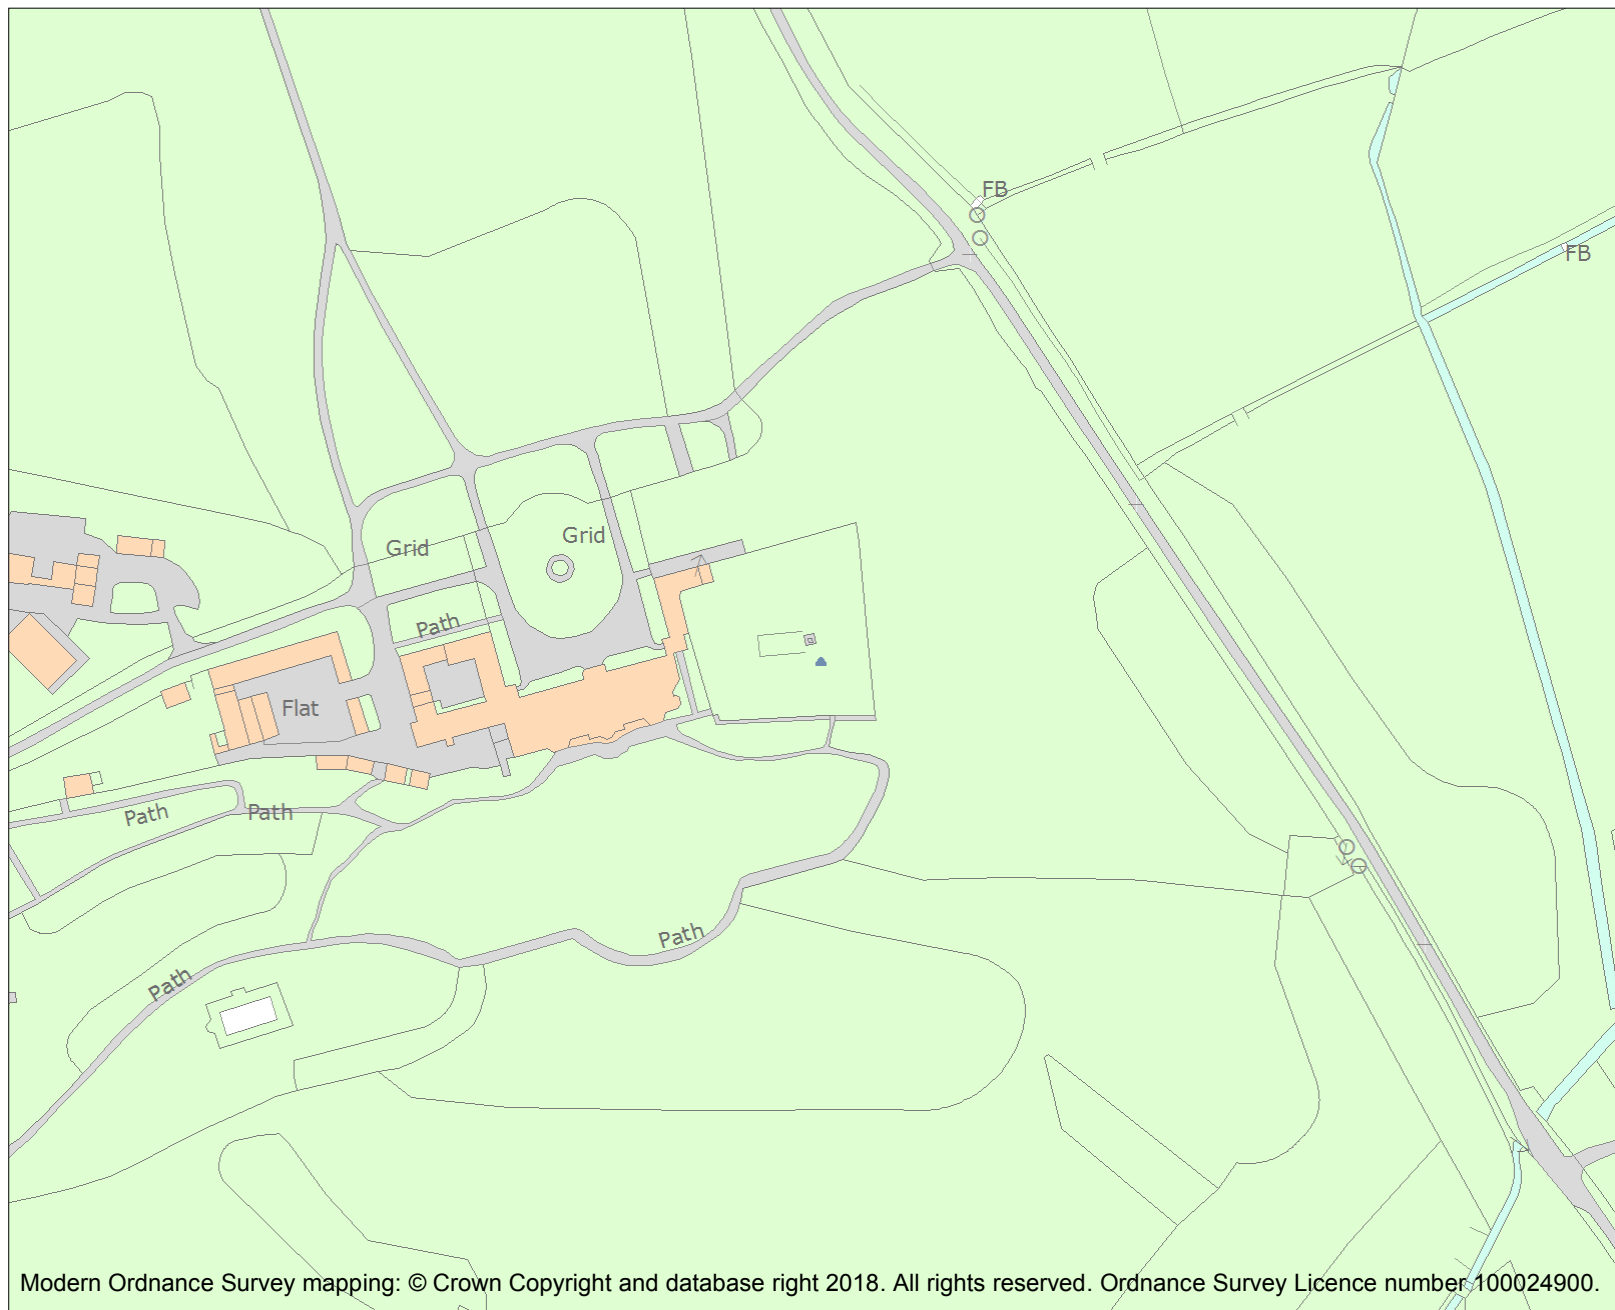 FB
FB
Grid
Grid
Path
Flat
Path
Path
Path
Path
Modern Ordnance Survey mapping: © Crown Copyright and database right 2018. All rights reserved. Ordnance Survey Licence number 100024900.